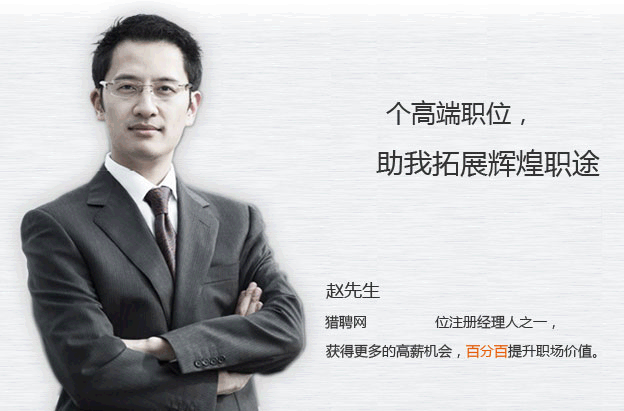 个高端职位，
助我拓展辉煌职途
赵先生
猎聘网 位注册经理人之一，
获得更多的高薪机会，百分百提升职场价值。